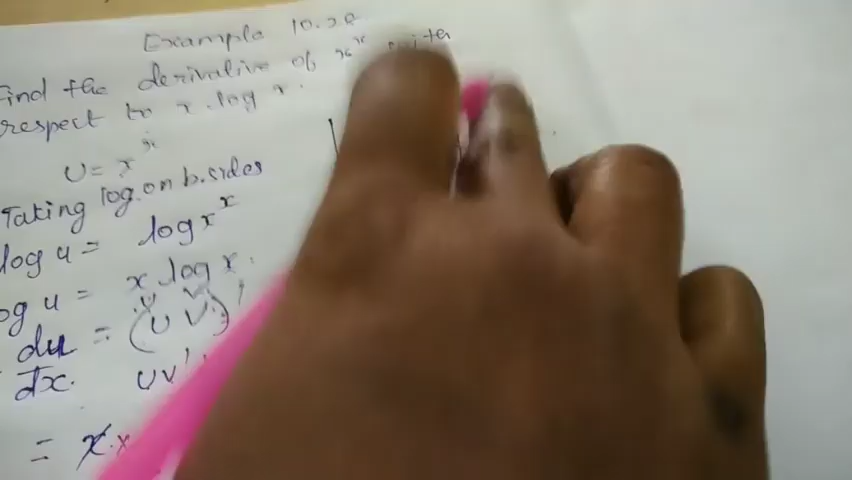 Example 10.20
Find the derivative of x^x with
respect to x.log x.
U = x^x
Taking log on b.sides
log u = log x^x
log u = x log x.
du/dx. = (u v)'
uv'
= x.x